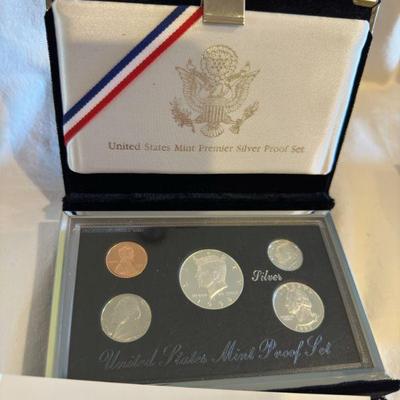 United States Mint Premier Silver Proof Set
Silver
United States Mint Proof Set